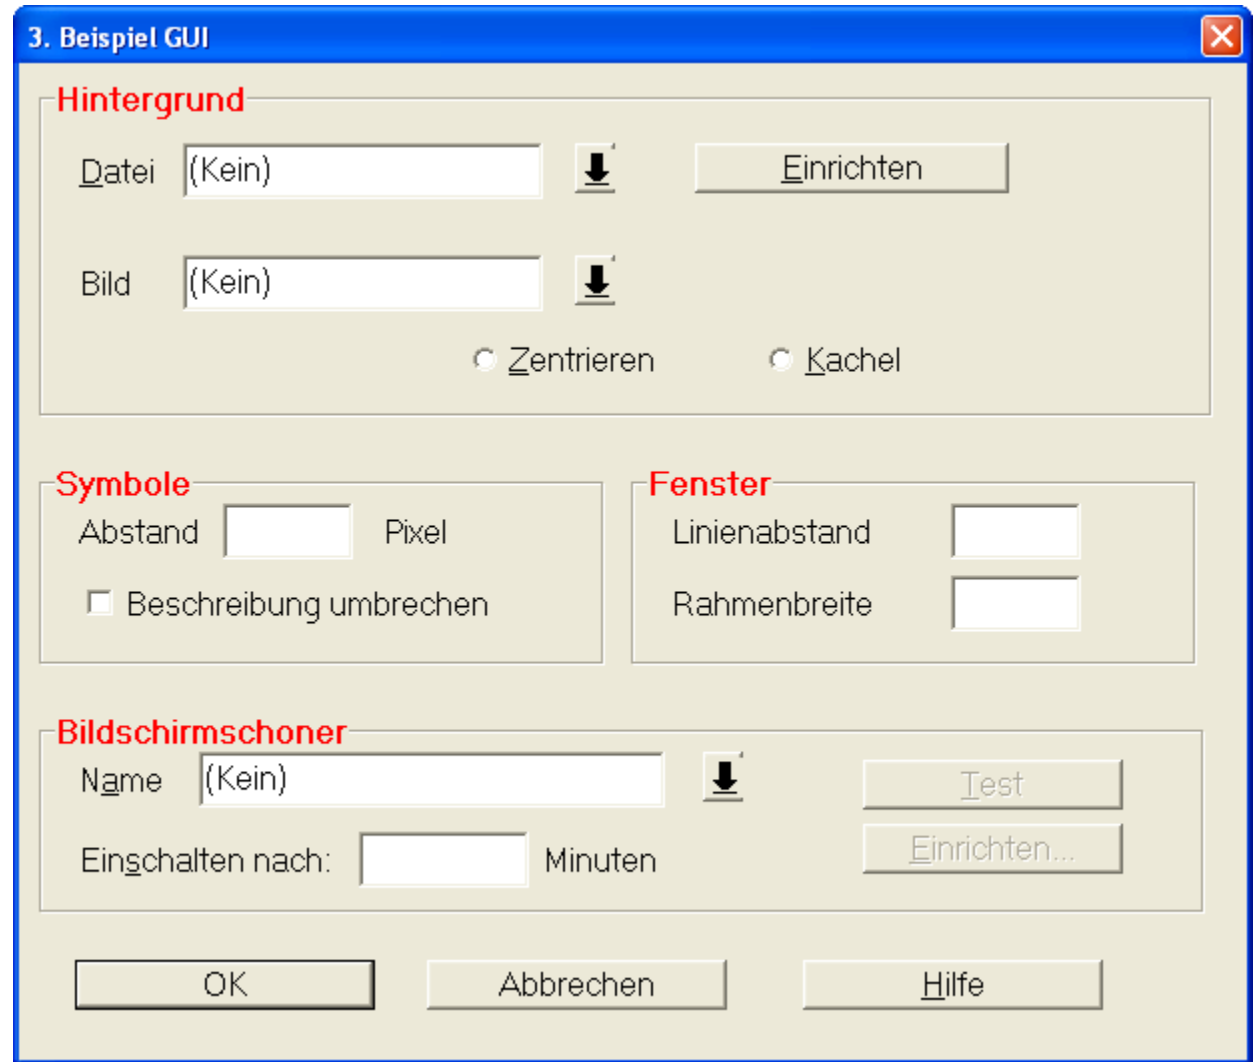 3. Beispiel GUI
Hintergrund
Datei (Kein) Einrichten
Bild (Kein)
Zentrieren Kachel
Symbole
Abstand Pixel
Beschreibung umbrechen
Fenster
Linienabstand
Rahmenbreite
Bildschirmschoner
Name (Kein) Test
Einschalten nach: Minuten Einrichten...
OK Abbrechen Hilfe